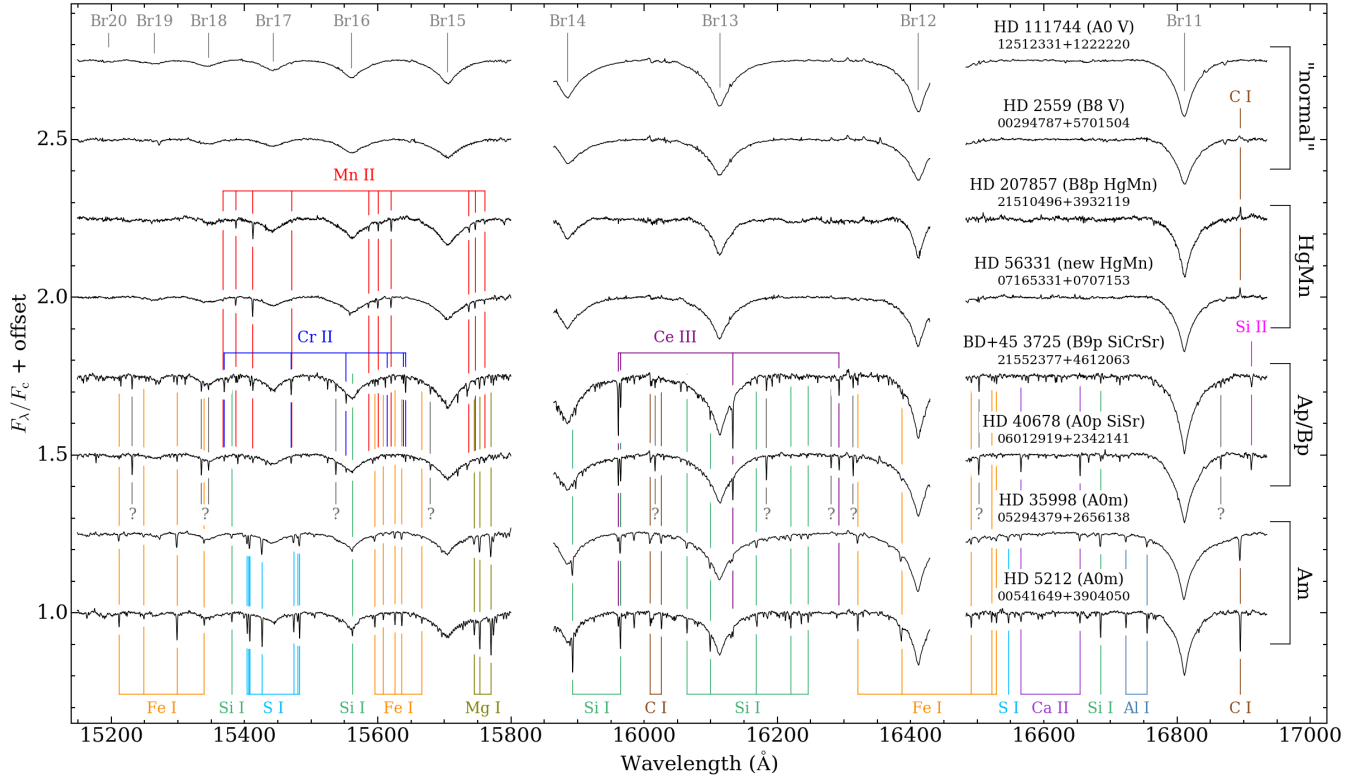 Br20 Br19 Br18 Br17 Br16 Br15 Br14 Br13 Br12 Br11
HD 111744 (A0 V)
12512331+1222220
"normal"
C I
HD 2559 (B8 V)
00294787+5701504
2.5
Mn II
HD 207857 (B8p HgMn)
21510496+3932119
HgMn
HD 56331 (new HgMn)
07165331+0707153
2.0
Si II
Cr II
Ce III
BD+45 3725 (B9p SiCrSr)
21552377+4612063
Ap/Bp
HD 40678 (A0p SiSr)
06012919+2342141
1.5
? ? ? ? ? ? ? ? ? ?
HD 35998 (A0m)
05294379+2656138
Am
HD 5212 (A0m)
00541649+3904050
1.0
Fe I Si I S I Si I Fe I Mg I Si I C I Si I Fe I S I Ca II Si I Al I C I
15200 15400 15600 15800 16000 16200 16400 16600 16800 17000
Wavelength (Å)
Fλ/Fc + offset